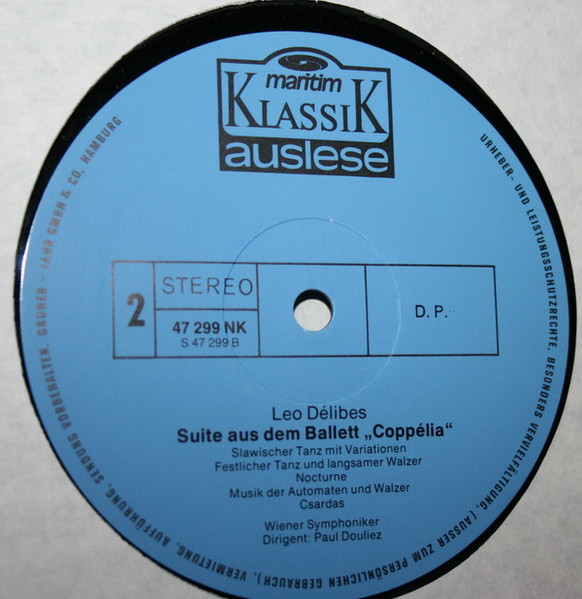 maritim
KLASSIK
auslese
2
STEREO
47 299 NK
S 47 299 B
D. P.
Leo Délibes
Suite aus dem Ballett „Coppélia“
Slawischer Tanz mit Variationen
Festlicher Tanz und langsamer Walzer
Nocturne
Musik der Automaten und Walzer
Csardas
Wiener Symphoniker
Dirigent: Paul Douliez
URHEBER- UND LEISTUNGSSCHUTZRECHTE, BESONDERS VERVIELFÄLTIGUNG, (AUSSER ZUM PERSÖNLICHEN GEBRAUCH), VERMIETUNG, AUFFÜHRUNG, SENDUNG VORBEHALTEN. GRUNER + JAHR GMBH & CO, HAMBURG